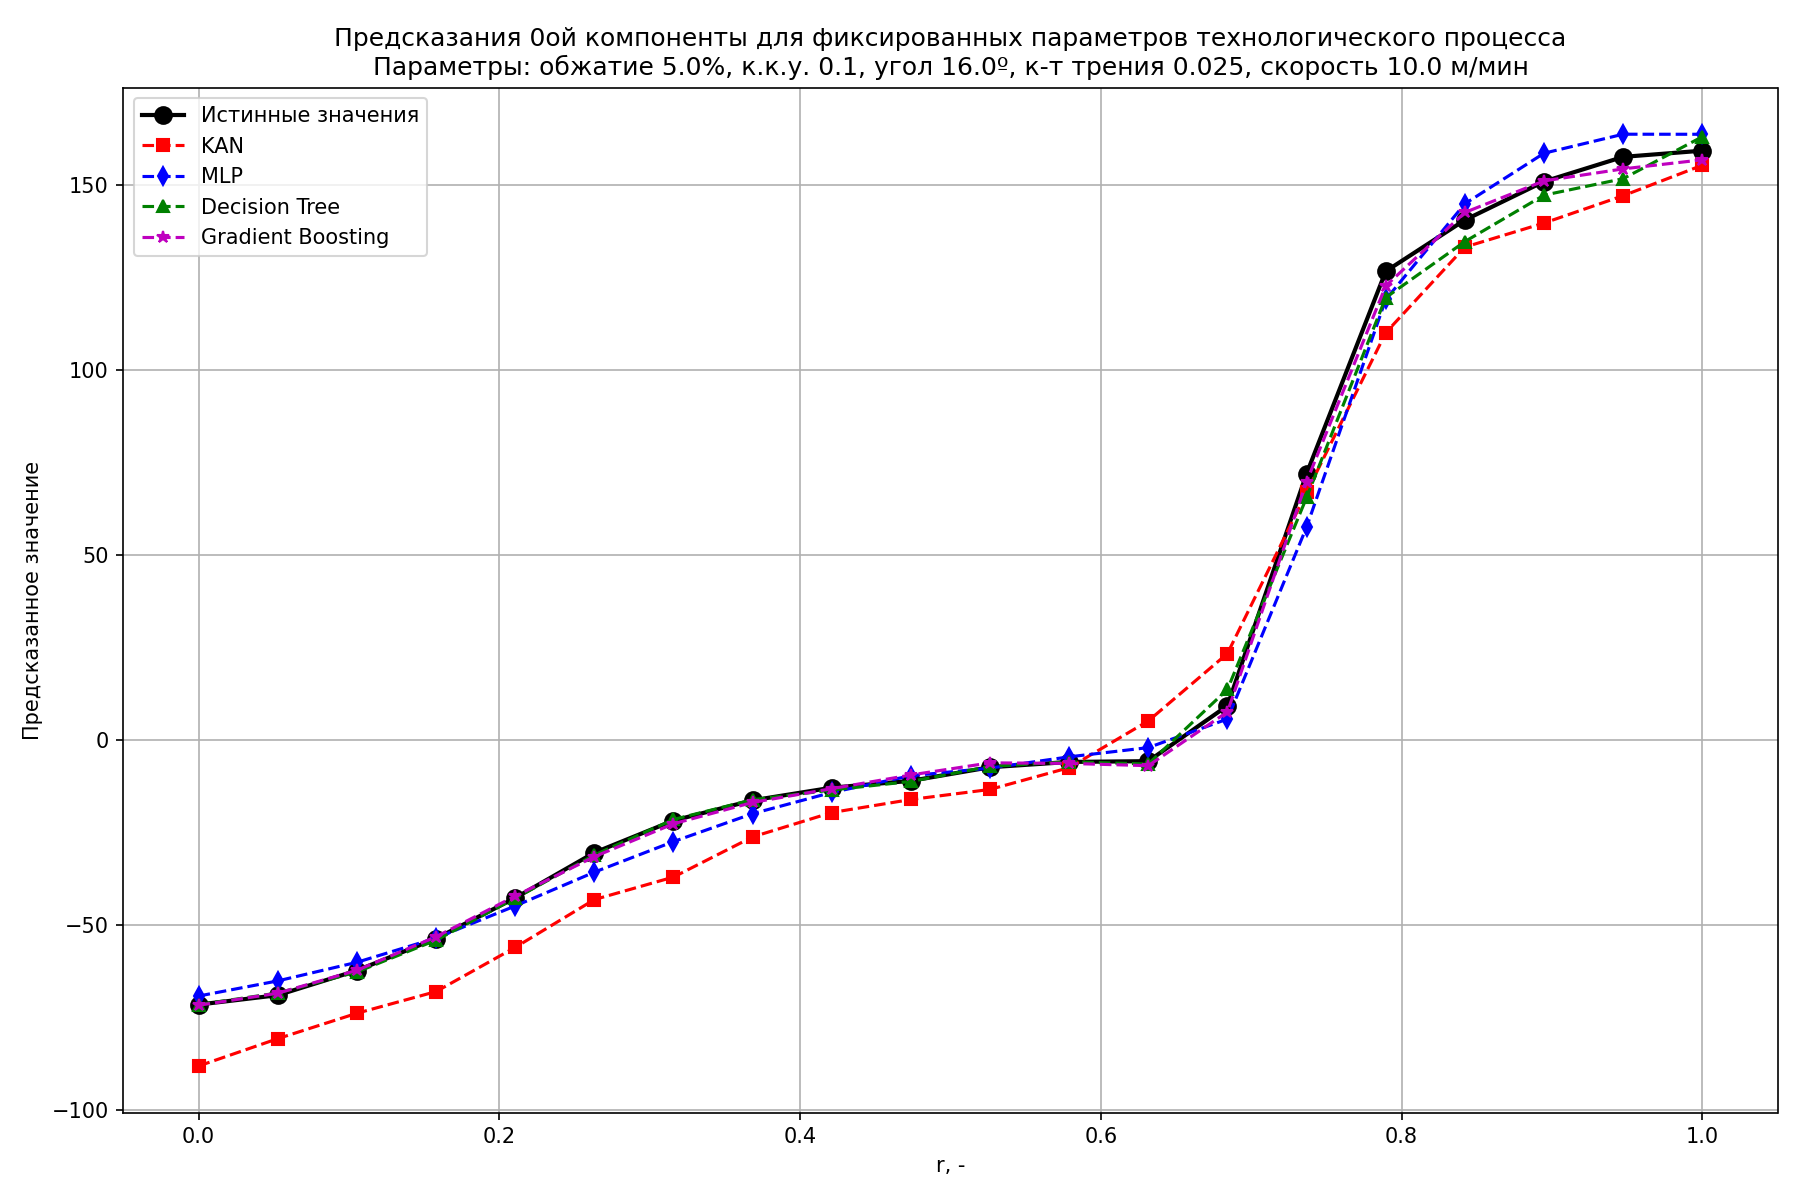 Предсказания 0ой компоненты для фиксированных параметров технологического процесса
Параметры: обжатие 5.0%, к.к.у. 0.1, угол 16.0º, к-т трения 0.025, скорость 10.0 м/мин
Истинные значения
KAN
MLP
Decision Tree
Gradient Boosting
Предсказанное значение
150
100
50
0
−50
−100
0.0
0.2
0.4
0.6
0.8
1.0
r, -